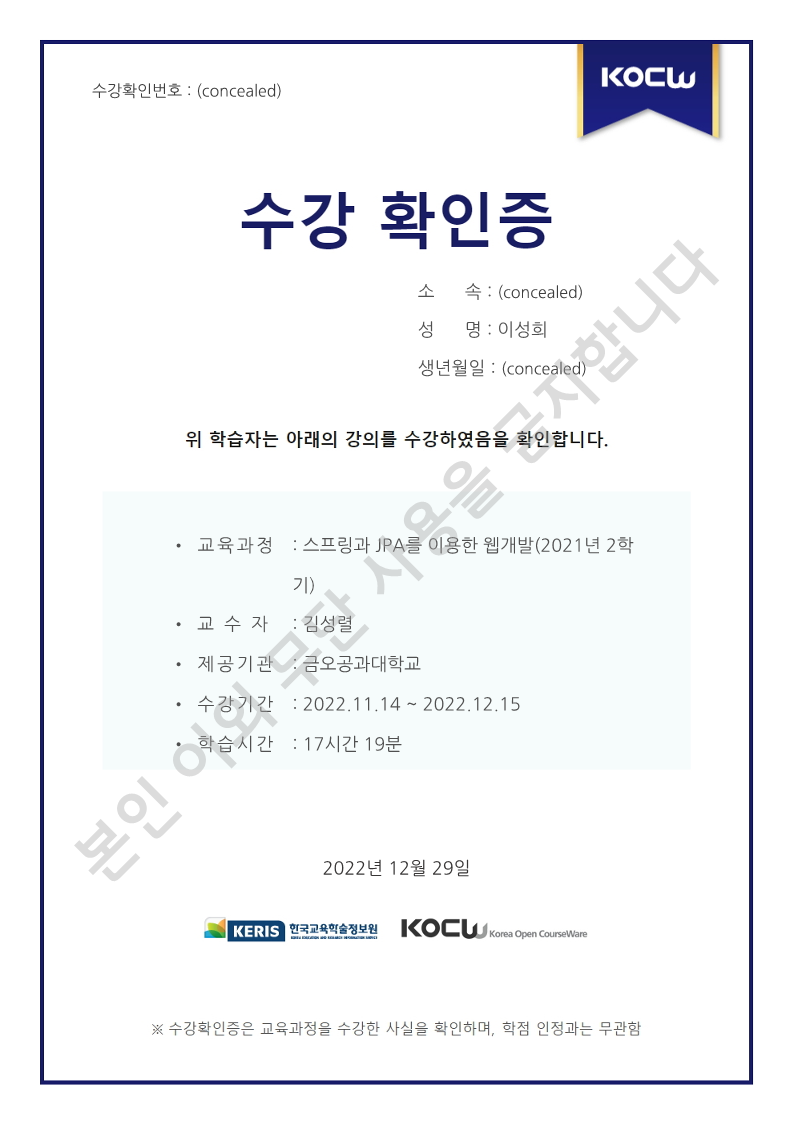 수강확인번호 : (concealed)
KOCW
수강 확인증
소 속 : (concealed)
성 명 : 이성희
생년월일 : (concealed)
위 학습자는 아래의 강의를 수강하였음을 확인합니다.
• 교육과정 : 스프링과 JPA를 이용한 웹개발(2021년 2학
기)
• 교 수 자 : 김성렬
• 제공기관 : 금오공과대학교
• 수강기간 : 2022.11.14 ~ 2022.12.15
• 학습시간 : 17시간 19분
본인 이외 무단 사용을 금지합니다
2022년 12월 29일
KERIS 한국교육학술정보원 KOCW Korea Open CourseWare
KOREA EDUCATION AND RESEARCH INFORMATION SERVICE
※ 수강확인증은 교육과정을 수강한 사실을 확인하며, 학점 인정과는 무관함